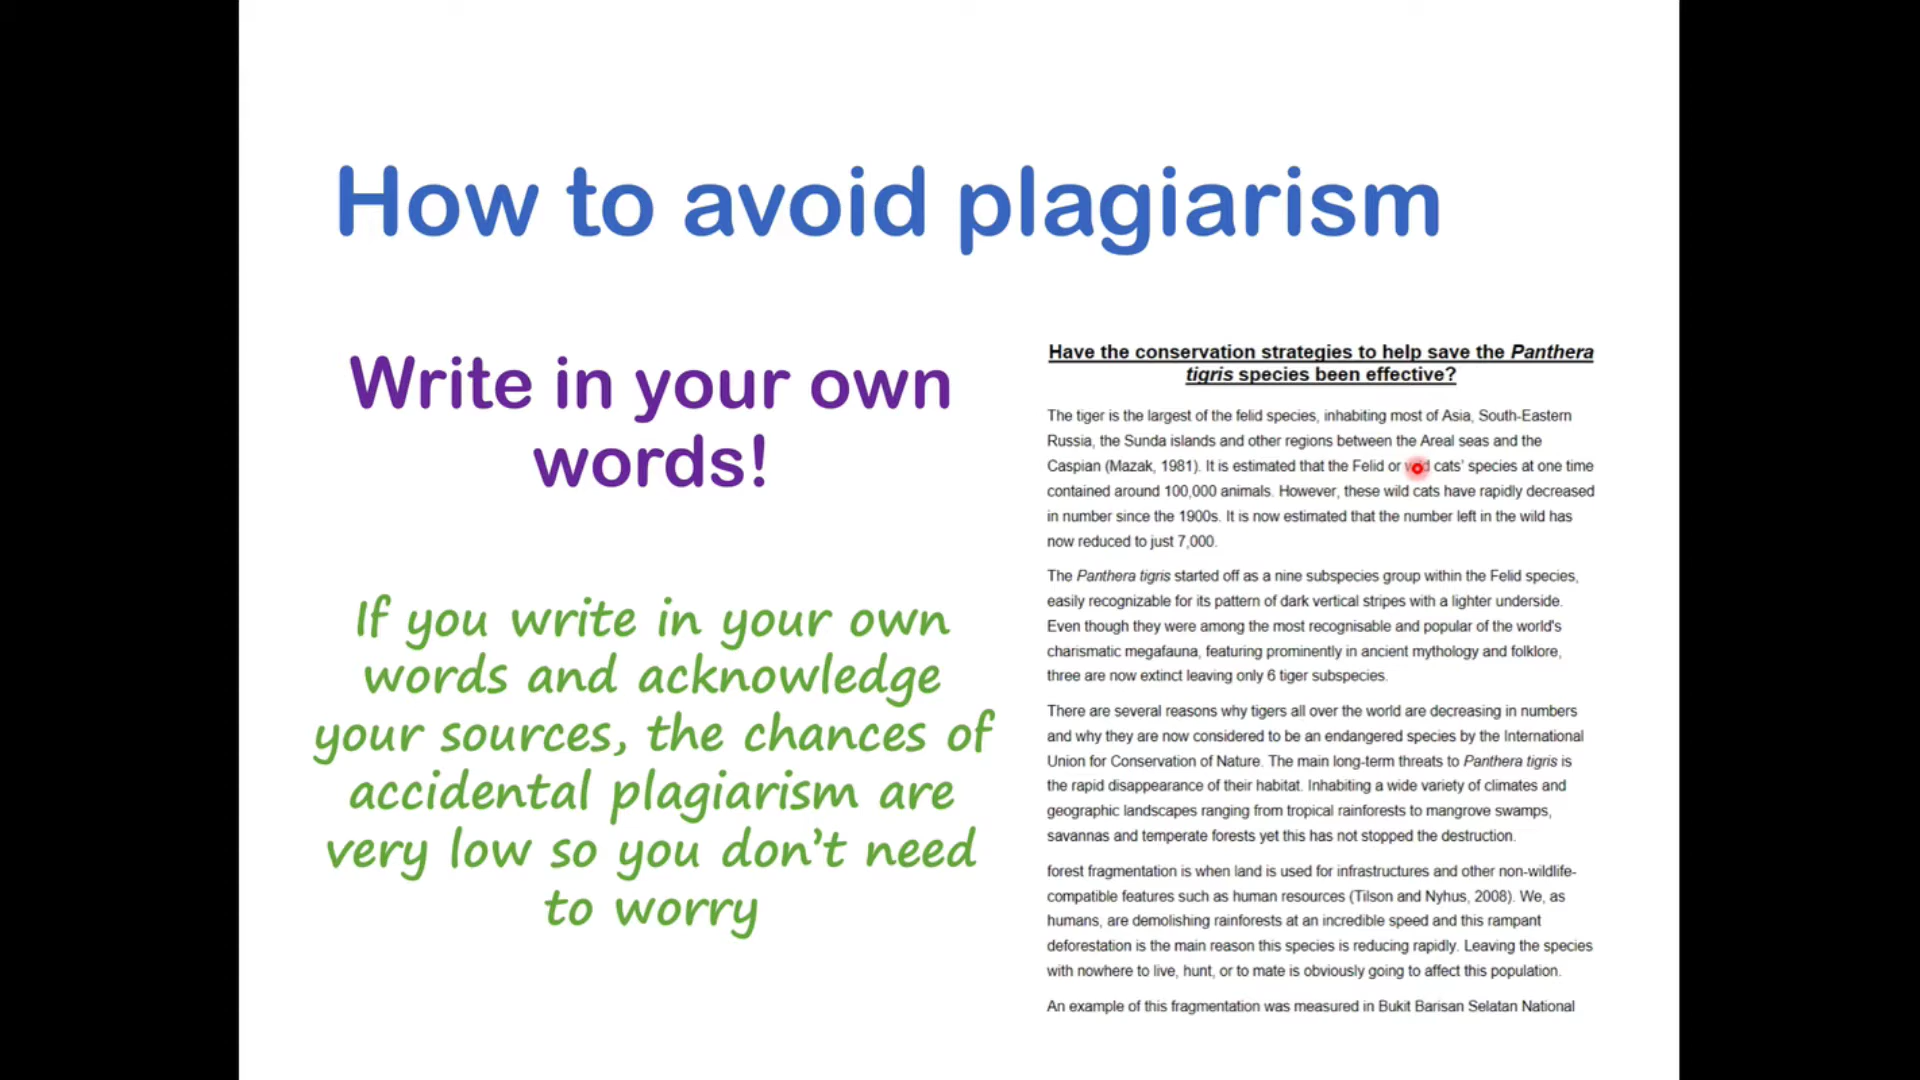 How to avoid plagiarism
Write in your own
words!
If you write in your own
words and acknowledge
your sources, the chances of
accidental plagiarism are
very low so you don't need
to worry
Have the conservation strategies to help save the Panthera
tigris species been effective?
The tiger is the largest of the felid species, inhabiting most of Asia, South-Eastern
Russia, the Sunda islands and other regions between the Areal seas and the
Caspian (Mazak, 1981). It is estimated that the Felid or wild cats' species at one time
contained around 100,000 animals. However, these wild cats have rapidly decreased
in number since the 1900s. It is now estimated that the number left in the wild has
now reduced to just 7,000.
The Panthera tigris started off as a nine subspecies group within the Felid species,
easily recognizable for its pattern of dark vertical stripes with a lighter underside.
Even though they were among the most recognisable and popular of the world's
charismatic megafauna, featuring prominently in ancient mythology and folklore,
three are now extinct leaving only 6 tiger subspecies.
There are several reasons why tigers all over the world are decreasing in numbers
and why they are now considered to be an endangered species by the International
Union for Conservation of Nature. The main long-term threats to Panthera tigris is
the rapid disappearance of their habitat. Inhabiting a wide variety of climates and
geographic landscapes ranging from tropical rainforests to mangrove swamps,
savannas and temperate forests yet this has not stopped the destruction.
forest fragmentation is when land is used for infrastructures and other non-wildlife-
compatible features such as human resources (Tilson and Nyhus, 2008). We, as
humans, are demolishing rainforests at an incredible speed and this rampant
deforestation is the main reason this species is reducing rapidly. Leaving the species
with nowhere to live, hunt, or to mate is obviously going to affect this population.
An example of this fragmentation was measured in Bukit Barisan Selatan National